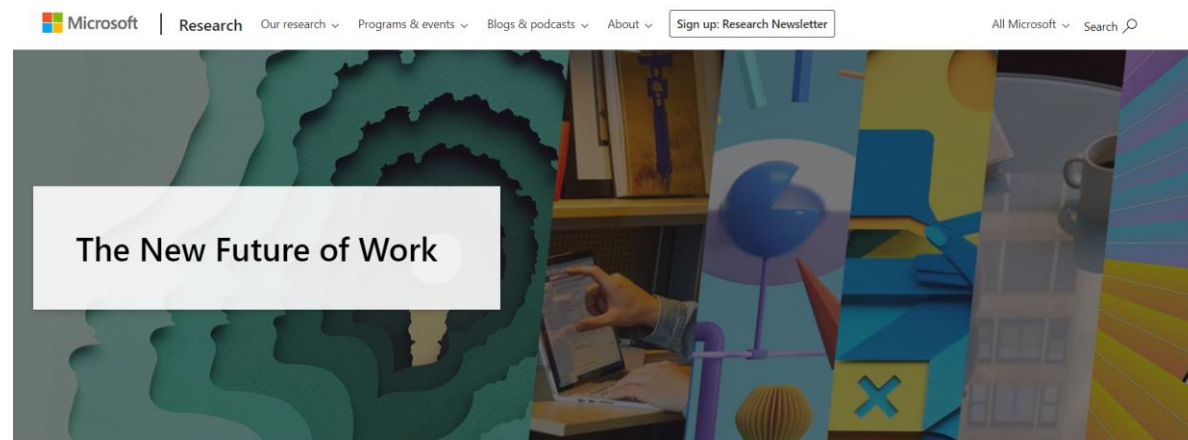 Microsoft Research Our research Programs & events Blogs & podcasts About Sign up: Research Newsletter All Microsoft Search
The New Future of Work